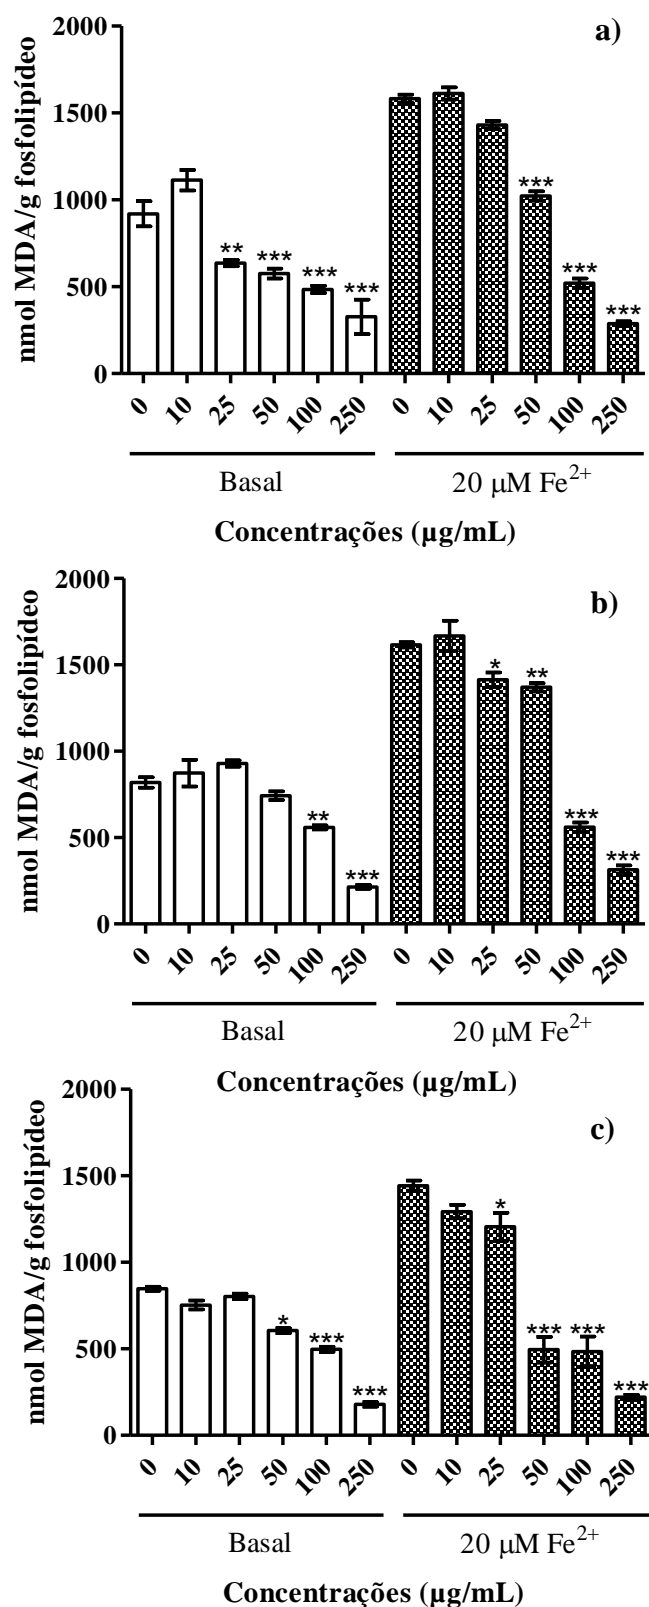 a)
nmol MDA/g fosfolipídeo
2000
1500
1000
500
0
** *** *** *** *** *** ***
0 10 25 50 100 250 0 10 25 50 100 250
Basal 20 µM Fe2+
Concentrações (µg/mL)
b)
nmol MDA/g fosfolipídeo
2000
1500
1000
500
0
** *** * ** *** ***
0 10 25 50 100 250 0 10 25 50 100 250
Basal 20 µM Fe2+
Concentrações (µg/mL)
c)
nmol MDA/g fosfolipídeo
2000
1500
1000
500
0
* *** *** * *** *** ***
0 10 25 50 100 250 0 10 25 50 100 250
Basal 20 µM Fe2+
Concentrações (µg/mL)